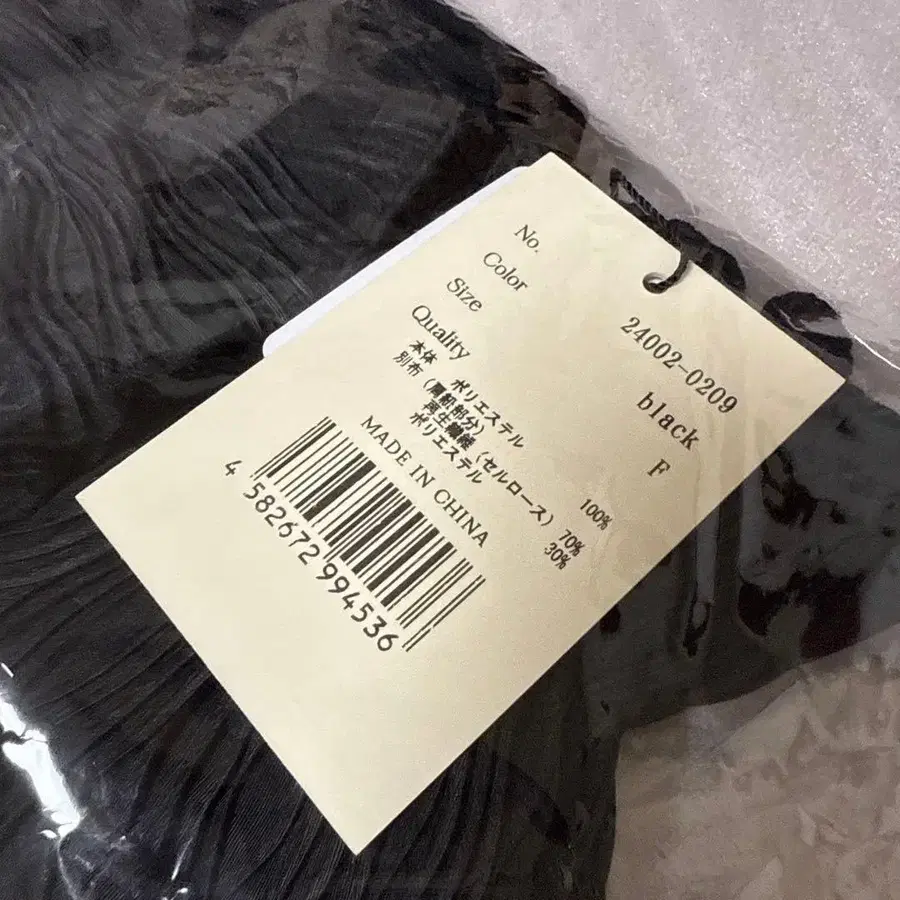 No. 24002-0209
Color black
Size F
Quality
本体 ポリエステル 100%
別布（肩紐部分）
再生繊維（セルロース） 70%
ポリエステル 30%
MADE IN CHINA
4 582672 994536